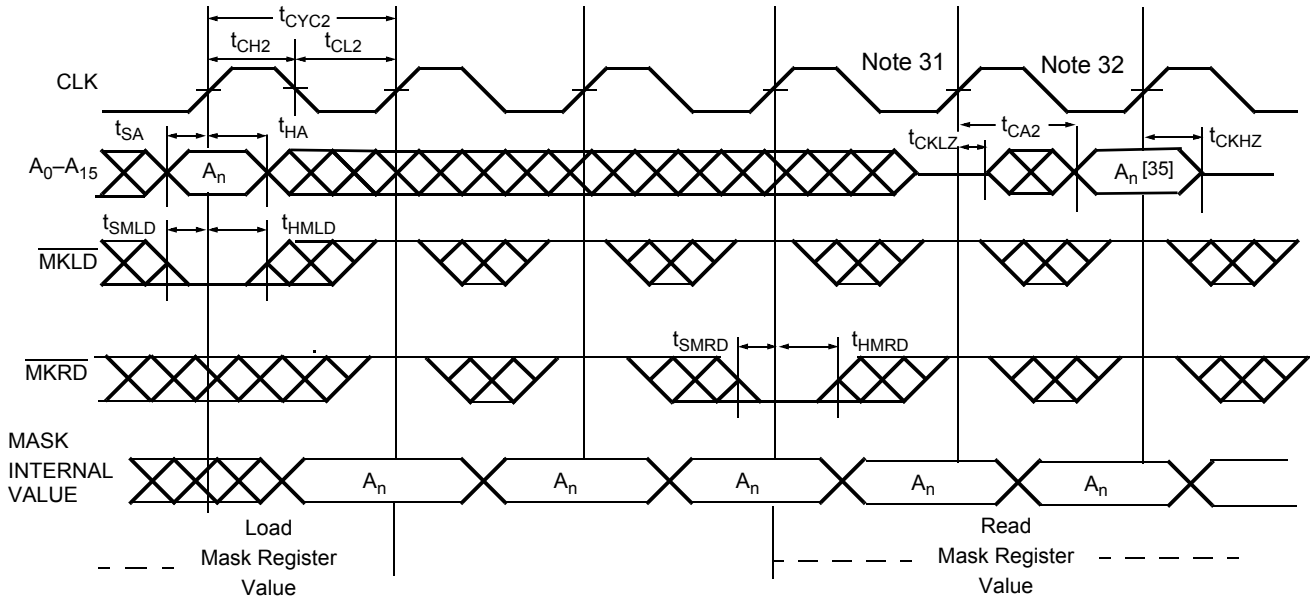 tCYC2
tCH2 tCL2
CLK
Note 31 Note 32
tSA tHA
tCKLZ tCA2 tCKHZ
A0–A15
An
An [35]
tSMLD tHMLD
MKLD
tSMRD tHMRD
MKRD
MASK
INTERNAL
VALUE
An An An An An
Load
Mask Register
Value
Read
Mask Register
Value